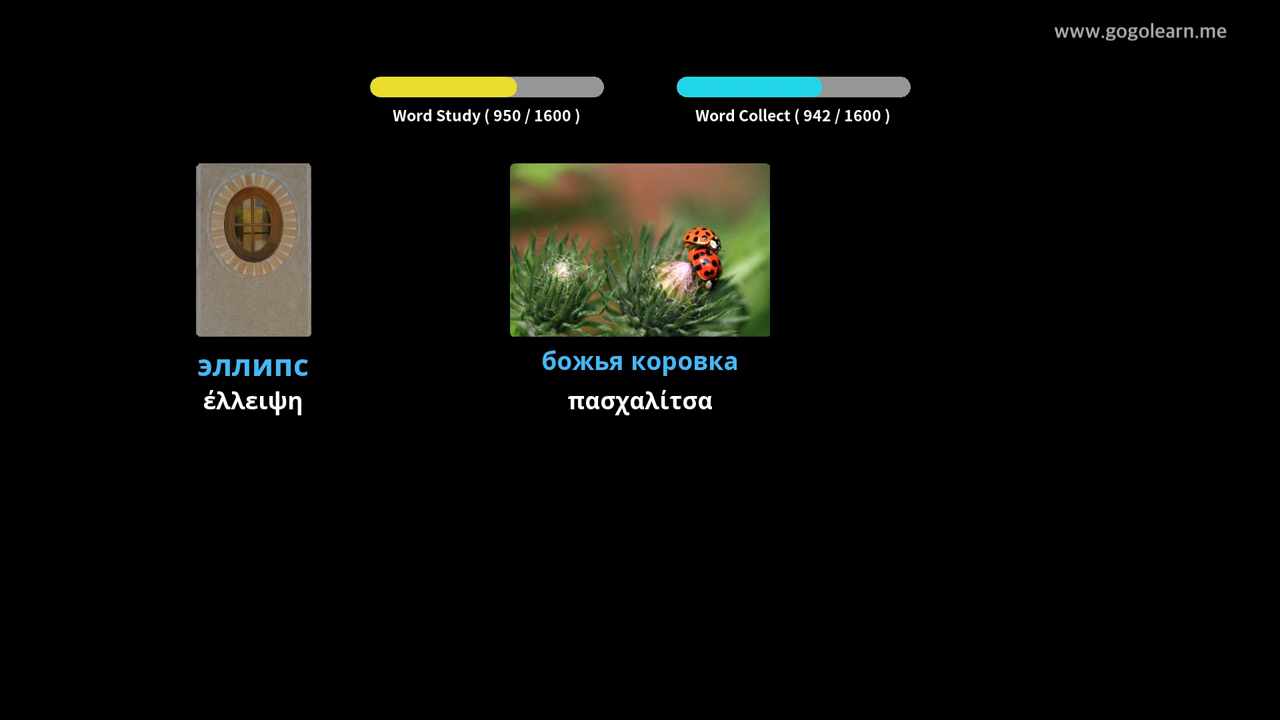 www.gogolearn.me
Word Study ( 950 / 1600 )
Word Collect ( 942 / 1600 )
эллипс
έλλειψη
божья коровка
πασχαλίτσα